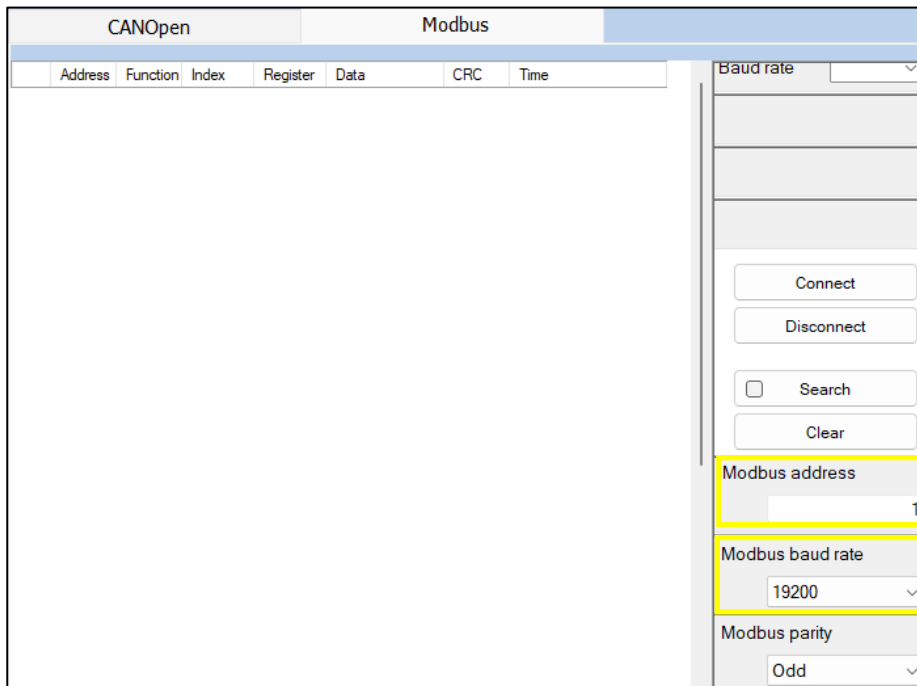 CANOpen Modbus
Address Function Index Register Data CRC Time
Baud rate
Connect
Disconnect
Search
Clear
Modbus address
1
Modbus baud rate
19200
Modbus parity
Odd